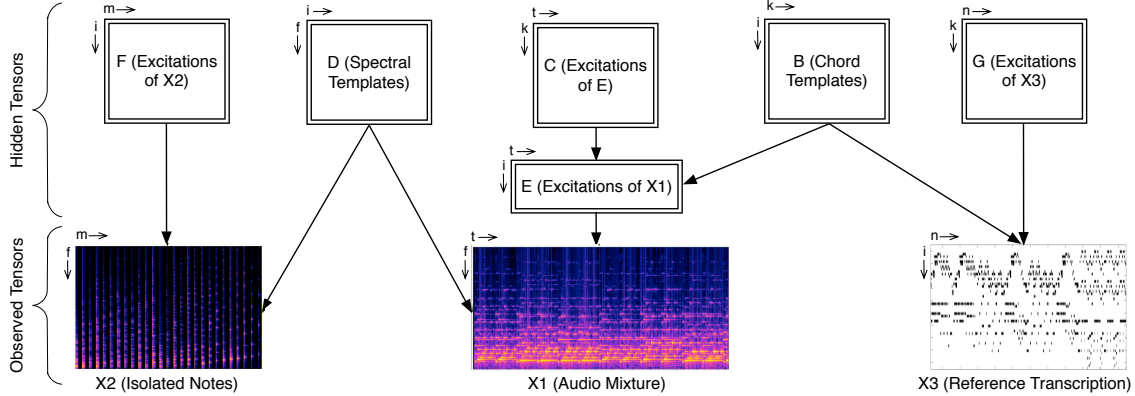 Hidden Tensors
m
i
F (Excitations
of X2)
i
f
D (Spectral
Templates)
t
k
C (Excitations
of E)
k
i
B (Chord
Templates)
n
k
G (Excitations
of X3)
t
i
E (Excitations of X1)
Observed Tensors
m
f
X2 (Isolated Notes)
t
f
X1 (Audio Mixture)
n
i
X3 (Reference Transcription)